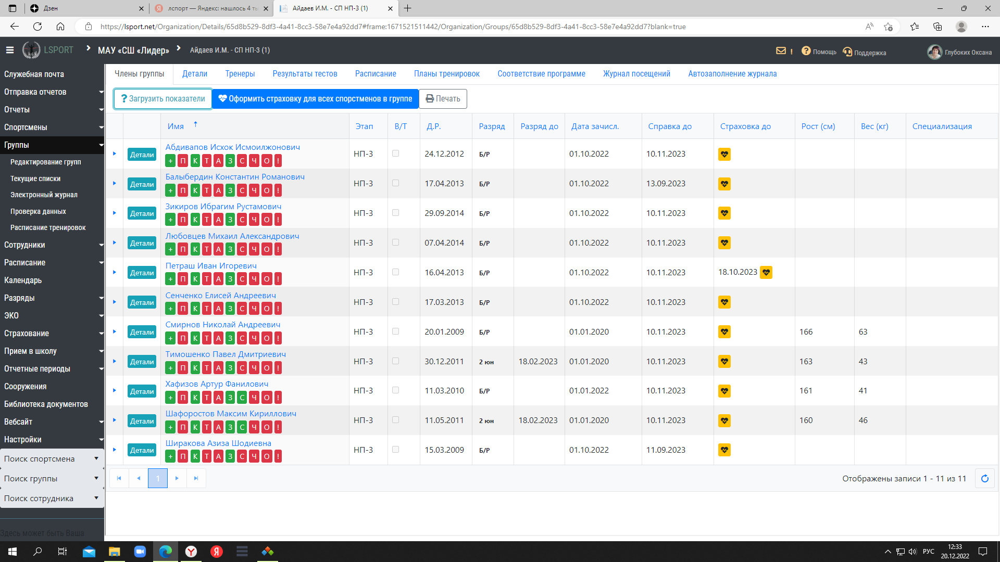 Дзен
лспорт — Яндекс: нашлось 4 ты
Айдаев И.М. - СП НП-3 (1)
https://lsport.net/Organization/Details/65d8b529-8df3-4a41-8cc3-58e7e4a92dd7#frame:1671521511442/Organization/Groups/65d8b529-8df3-4a41-8cc3-58e7e4a92dd7?blank=true
LSPORT МАУ «СШ «Лидер» Айдаев И.М. - СП НП-3 (1) ! Помощь Поддержка Глубоких Оксана
Служебная почта
Отправка отчетов
Отчеты
Спортсмены
Группы
Редактирование групп
Текущие списки
Электронный журнал
Проверка данных
Расписание тренировок
Сотрудники
Расписание
Календарь
Разряды
ЭКО
Страхование
Прием в школу
Отчетные периоды
Сооружения
Библиотека документов
Вебсайт
Настройки
Поиск спортсмена
Поиск группы
Поиск сотрудника
Здесь может быть Ваша
Члены группы Детали Тренеры Результаты тестов Расписание Планы тренировок Соответствие программе Журнал посещений Автозаполнение журнала
? Загрузить показатели Оформить страховку для всех спорстменов в группе Печать
Имя Этап В/Т Д.Р. Разряд Разряд до Дата зачисл. Справка до Страховка до Рост (см) Вес (кг) Специализация
Детали Абдивапов Исхок Исмоилжонович НП-3 24.12.2012 Б/Р 01.10.2022 10.11.2023
+ П К Т А З С Ч О !
Детали Балыбердин Константин Романович НП-3 17.04.2013 Б/Р 01.10.2022 13.09.2023
+ П К Т А З С Ч О !
Детали Зикиров Ибрагим Рустамович НП-3 29.09.2014 Б/Р 01.10.2022 10.11.2023
+ П К Т А З С Ч О !
Детали Любовцев Михаил Александрович НП-3 07.04.2014 Б/Р 01.10.2022 10.11.2023
+ П К Т А З С Ч О !
Детали Петраш Иван Игоревич НП-3 16.04.2013 Б/Р 01.10.2022 10.11.2023 18.10.2023
+ П К Т А З С Ч О !
Детали Сенченко Елисей Андреевич НП-3 17.03.2013 Б/Р 01.10.2022 10.11.2023
+ П К Т А З С Ч О !
Детали Смирнов Николай Андреевич НП-3 20.01.2009 Б/Р 01.01.2020 10.11.2023 166 63
+ П К Т А З С Ч О !
Детали Тимошенко Павел Дмитриевич НП-3 30.12.2011 2 юн 18.02.2023 01.01.2020 10.11.2023 163 43
+ П К Т А З С Ч О !
Детали Хафизов Артур Фанилович НП-3 11.03.2010 Б/Р 01.01.2022 10.11.2023 161 41
+ П К Т А З С Ч О !
Детали Шафоростов Максим Кириллович НП-3 11.05.2011 2 юн 18.02.2023 01.01.2020 10.11.2023 160 46
+ П К Т А З С Ч О !
Детали Ширакова Азиза Шодиевна НП-3 15.03.2009 Б/Р 01.10.2022 11.09.2023
+ П К Т А З С Ч О !
1 Отображены записи 1 - 11 из 11
РУС
12:33
20.12.2022